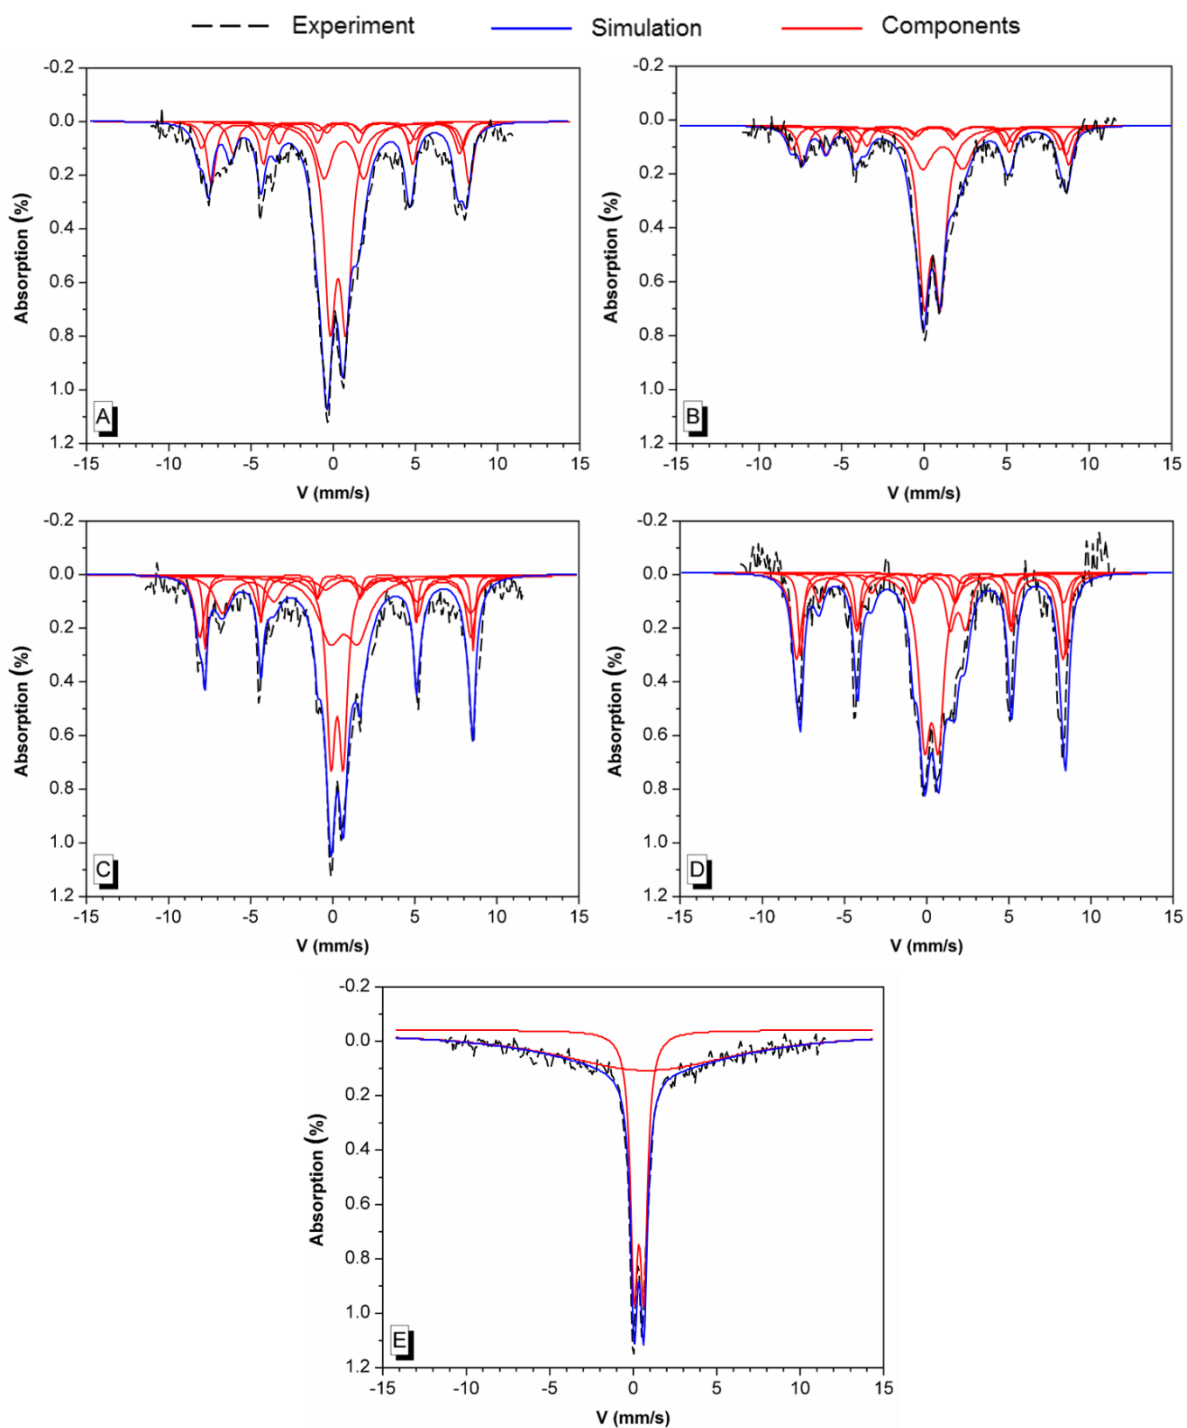 Experiment Simulation Components
-0.2 -0.2
0.0 0.0
0.2 0.2
0.4 0.4
0.6 0.6
0.8 0.8
1.0 1.0
1.2 1.2
Absorption (%) Absorption (%)
A B
-15 -10 -5 0 5 10 15 -15 -10 -5 0 5 10 15
V (mm/s) V (mm/s)
-0.2 -0.2
0.0 0.0
0.2 0.2
0.4 0.4
0.6 0.6
0.8 0.8
1.0 1.0
1.2 1.2
Absorption (%) Absorption (%)
C D
-15 -10 -5 0 5 10 15 -15 -10 -5 0 5 10 15
V (mm/s) V (mm/s)
-0.2
0.0
0.2
0.4
0.6
0.8
1.0
1.2
Absorption (%)
E
-15 -10 -5 0 5 10 15
V (mm/s)